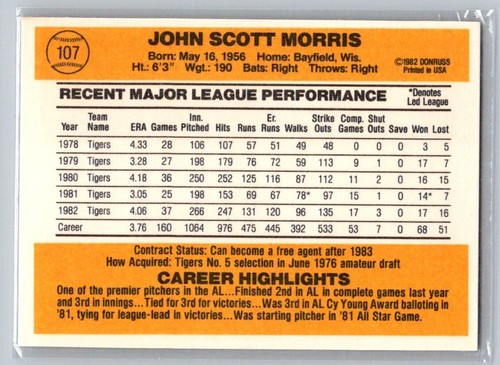 107
JOHN SCOTT MORRIS
Born: May 16, 1956 Home: Bayfield, Wis.
Ht.: 6'3" Wgt.: 190 Bats: Right Throws: Right
©1982 DONRUSS
Printed in USA
RECENT MAJOR LEAGUE PERFORMANCE *Denotes Led League
Year Team Name ERA Games Inn. Pitched Hits Runs Er. Runs Walks Strike Outs Comp. Games Shut Outs Save Won Lost
1978 Tigers 4.33 28 106 107 57 51 49 48 0 0 0 3 5
1979 Tigers 3.28 27 198 179 76 72 59 113 9 1 0 17 7
1980 Tigers 4.18 36 250 252 125 116 87 112 11 2 0 16 15
1981 Tigers 3.05 25 198 153 69 67 78* 97 15 1 0 14* 7
1982 Tigers 4.06 37 266 247 131 120 96 135 17 3 0 17 16
Career 3.76 160 1064 976 475 445 392 533 53 7 0 68 51
Contract Status: Can become a free agent after 1983
How Acquired: Tigers No. 5 selection in June 1976 amateur draft
CAREER HIGHLIGHTS
One of the premier pitchers in the AL...Finished 2nd in AL in complete games last year
and 3rd in innings...Tied for 3rd for victories...Was 3rd in AL Cy Young Award balloting in
'81, tying for league-lead in victories...Was starting pitcher in '81 All Star Game.